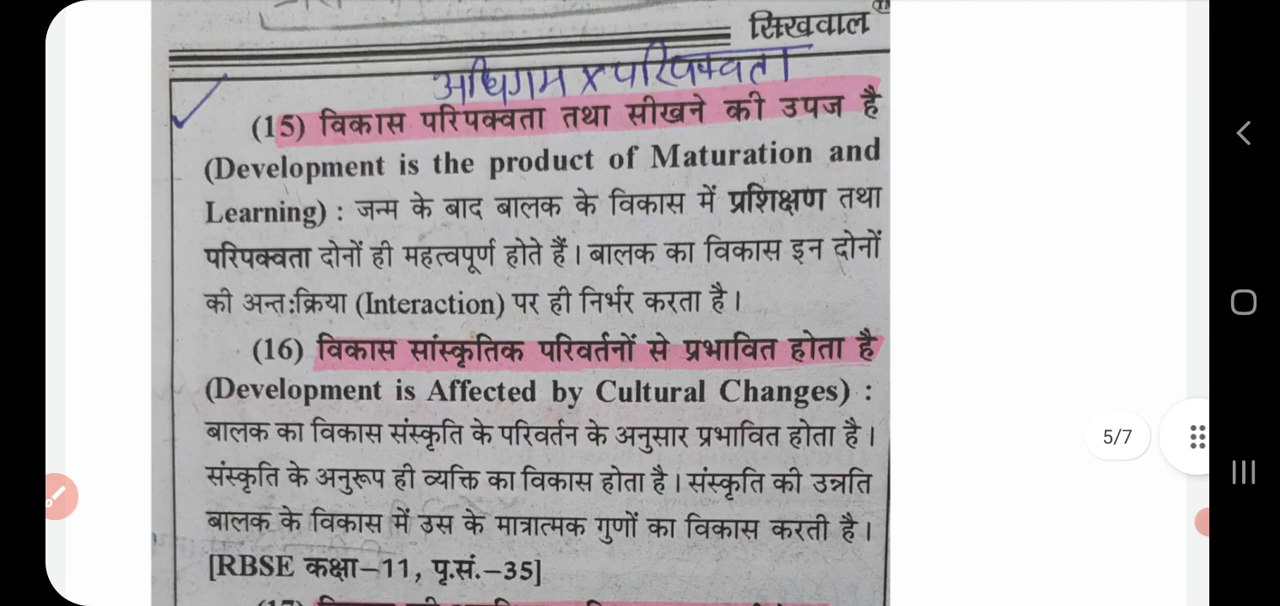 सिखवाल
अधिगम x परिपक्वता
(15) विकास परिपक्वता तथा सीखने की उपज है
(Development is the product of Maturation and
Learning) : जन्म के बाद बालक के विकास में प्रशिक्षण तथा
परिपक्वता दोनों ही महत्वपूर्ण होते हैं। बालक का विकास इन दोनों
की अन्त:क्रिया (Interaction) पर ही निर्भर करता है।
(16) विकास सांस्कृतिक परिवर्तनों से प्रभावित होता है
(Development is Affected by Cultural Changes) :
बालक का विकास संस्कृति के परिवर्तन के अनुसार प्रभावित होता है।
संस्कृति के अनुरूप ही व्यक्ति का विकास होता है। संस्कृति की उन्नति
बालक के विकास में उस के मात्रात्मक गुणों का विकास करती है।
[RBSE कक्षा-11, पृ.सं.-35]
5/7